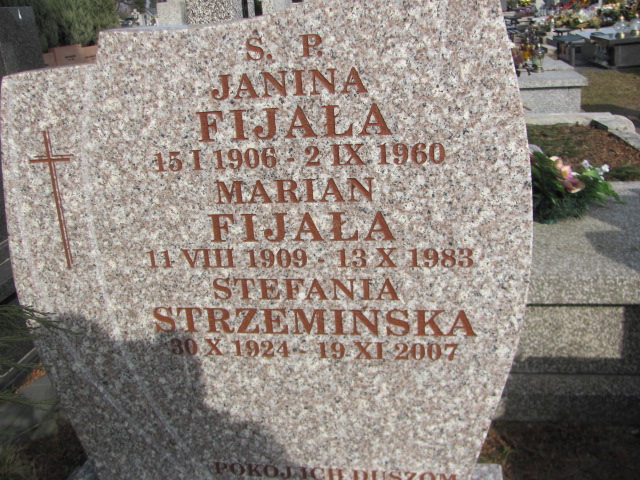 Ś. P.
JANINA
FIJAŁA
15 I 1906 - 2 IX 1960
MARIAN
FIJAŁA
11 VIII 1909 - 13 X 1983
STEFANIA
STRZEMIŃSKA
30 X 1924 - 19 XI 2007
POKÓJ ICH DUSZOM